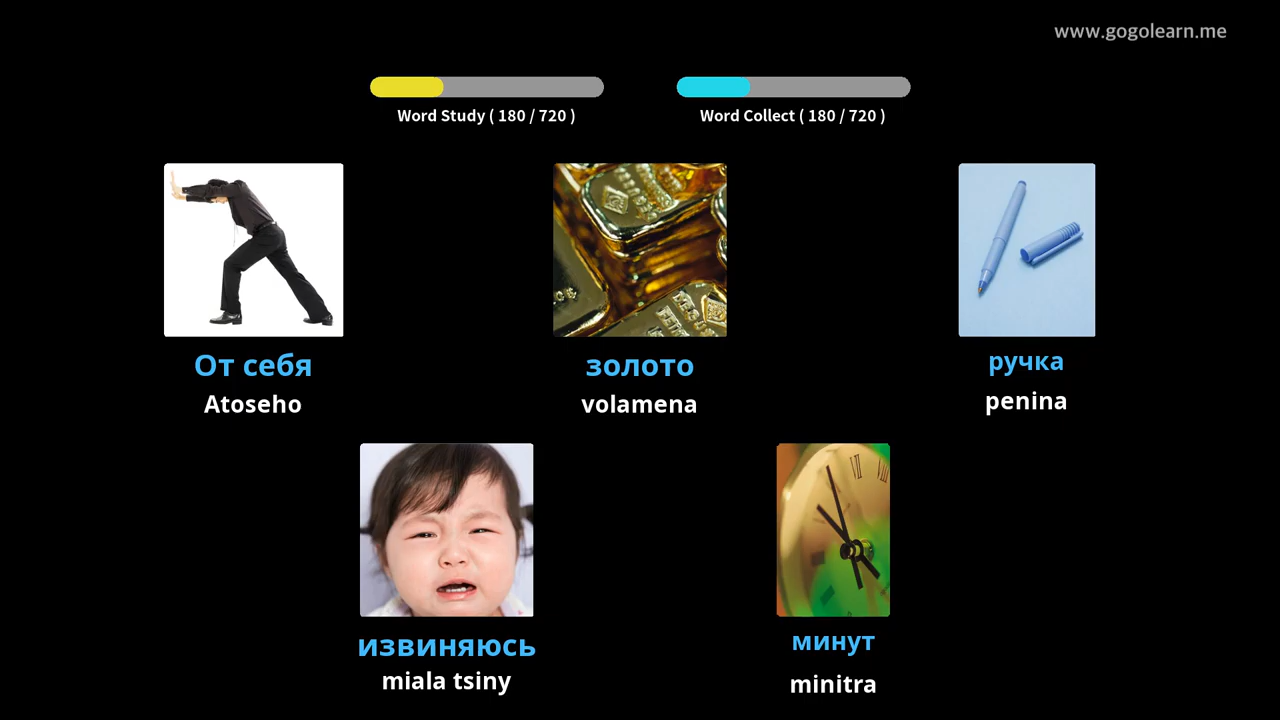 www.gogolearn.me
Word Study ( 180 / 720 )
Word Collect ( 180 / 720 )
От себя
Atoseho
золото
volamena
ручка
penina
извиняюсь
miala tsiny
минут
minitra